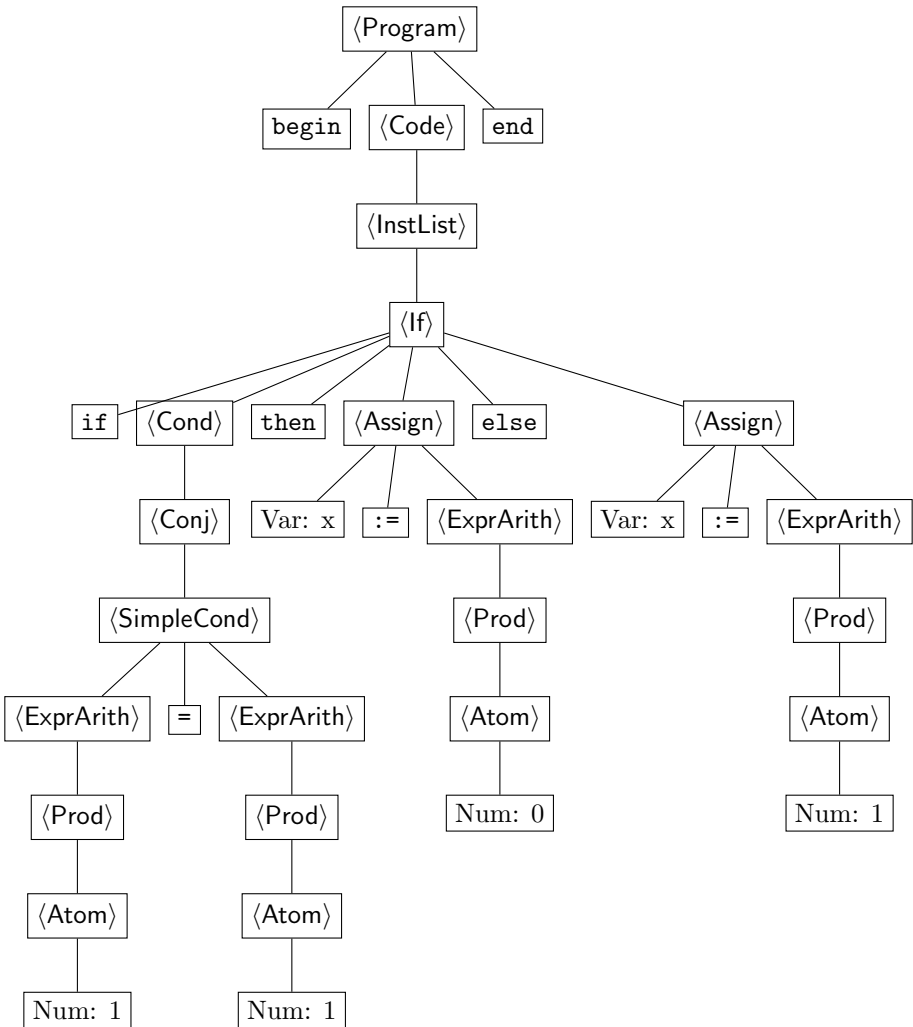 ⟨Program⟩
begin ⟨Code⟩ end
⟨InstList⟩
⟨If⟩
if ⟨Cond⟩ then ⟨Assign⟩ else ⟨Assign⟩
⟨Conj⟩ Var: x := ⟨ExprArith⟩ Var: x := ⟨ExprArith⟩
⟨SimpleCond⟩ ⟨Prod⟩ ⟨Prod⟩
⟨ExprArith⟩ = ⟨ExprArith⟩ ⟨Atom⟩ ⟨Atom⟩
⟨Prod⟩ ⟨Prod⟩ Num: 0 Num: 1
⟨Atom⟩ ⟨Atom⟩
Num: 1 Num: 1